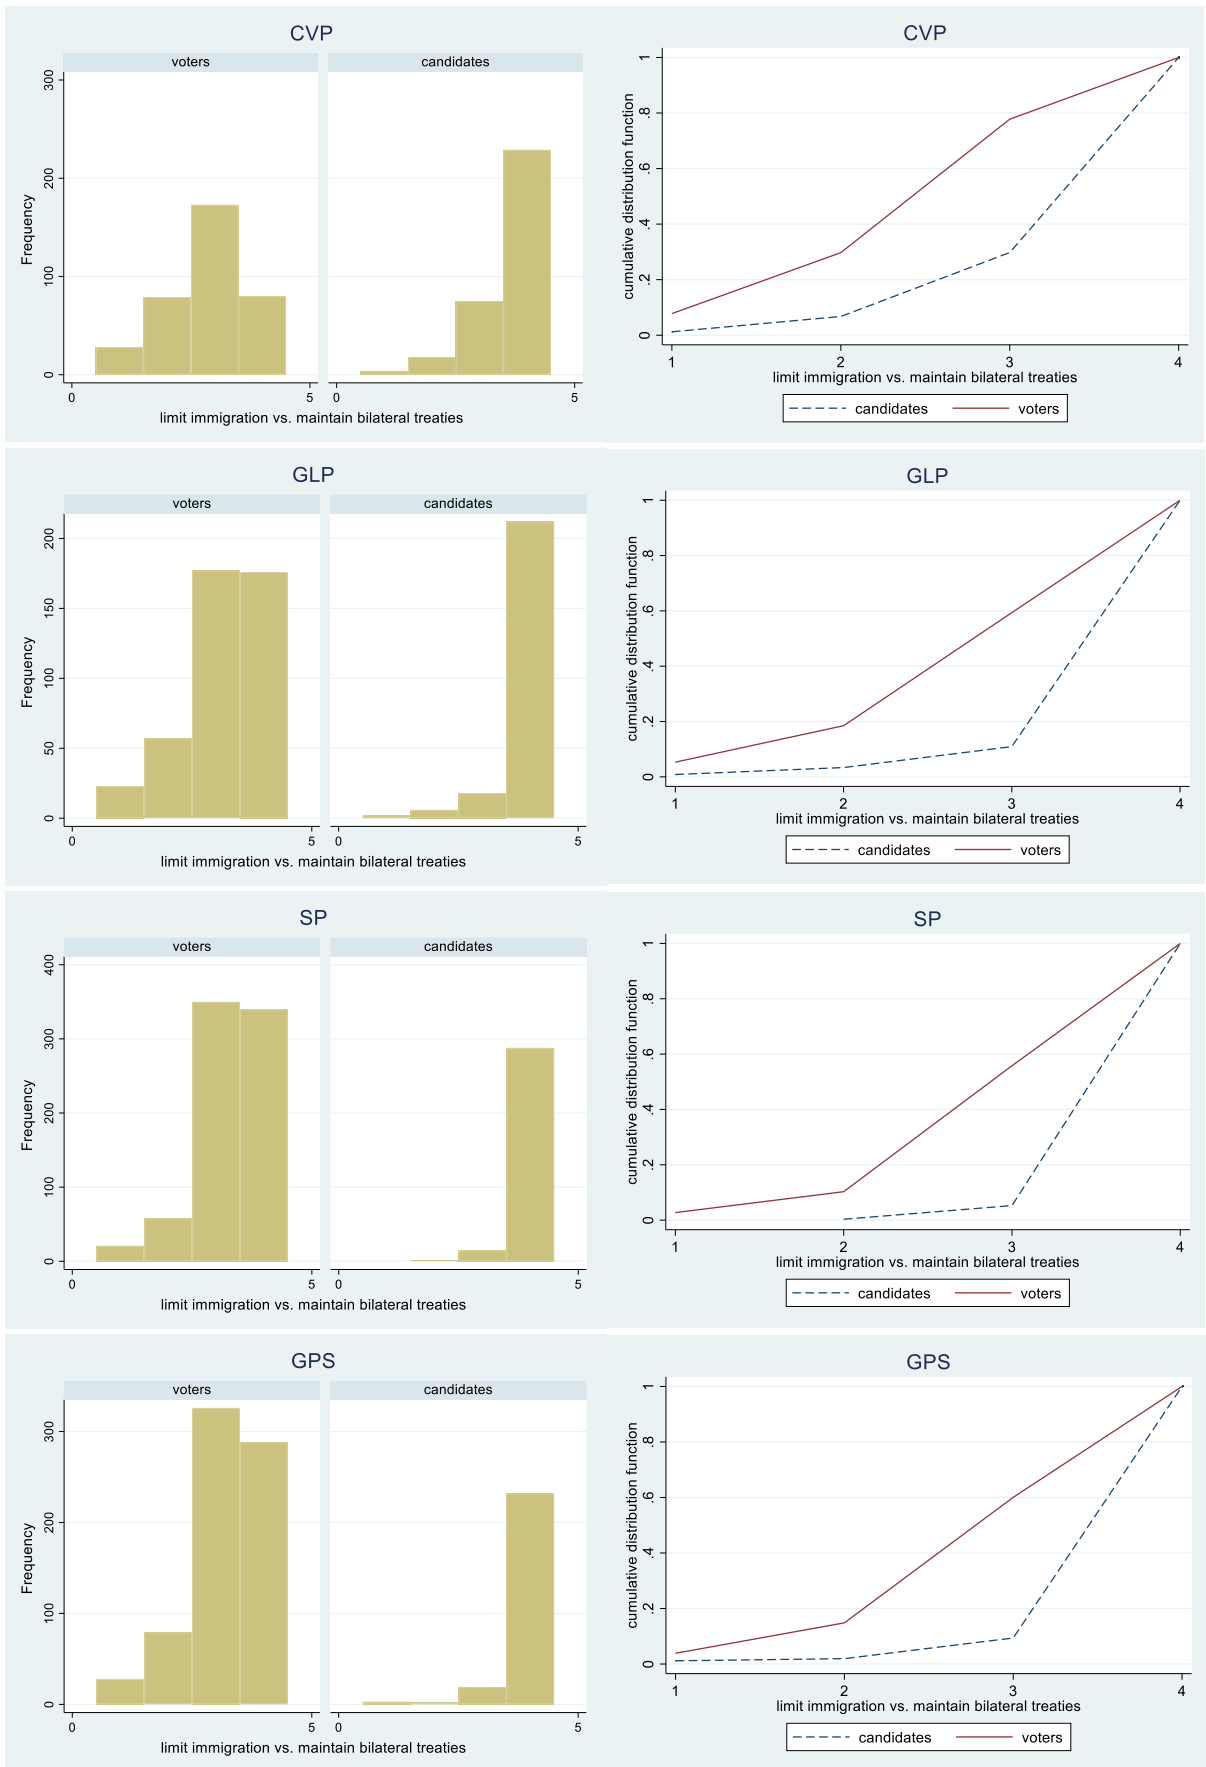 CVP
voters
candidates
Frequency
0
100
200
300
0
5
0
5
limit immigration vs. maintain bilateral treaties
CVP
cumulative distribution function
0
.2
.4
.6
.8
1
1
2
3
4
limit immigration vs. maintain bilateral treaties
candidates
voters
GLP
voters
candidates
Frequency
0
50
100
150
200
0
5
0
5
limit immigration vs. maintain bilateral treaties
GLP
cumulative distribution function
0
.2
.4
.6
.8
1
1
2
3
4
limit immigration vs. maintain bilateral treaties
candidates
voters
SP
voters
candidates
Frequency
0
100
200
300
400
0
5
0
5
limit immigration vs. maintain bilateral treaties
SP
cumulative distribution function
0
.2
.4
.6
.8
1
1
2
3
4
limit immigration vs. maintain bilateral treaties
candidates
voters
GPS
voters
candidates
Frequency
0
100
200
300
0
5
0
5
limit immigration vs. maintain bilateral treaties
GPS
cumulative distribution function
0
.2
.4
.6
.8
1
1
2
3
4
limit immigration vs. maintain bilateral treaties
candidates
voters